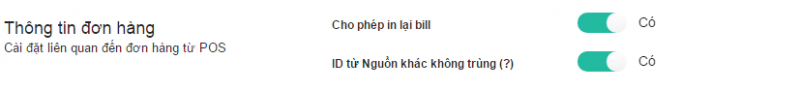 Thông tin đơn hàng
Cài đặt liên quan đến đơn hàng từ POS
Cho phép in lại bill
Có
ID từ Nguồn khác không trùng (?)
Có